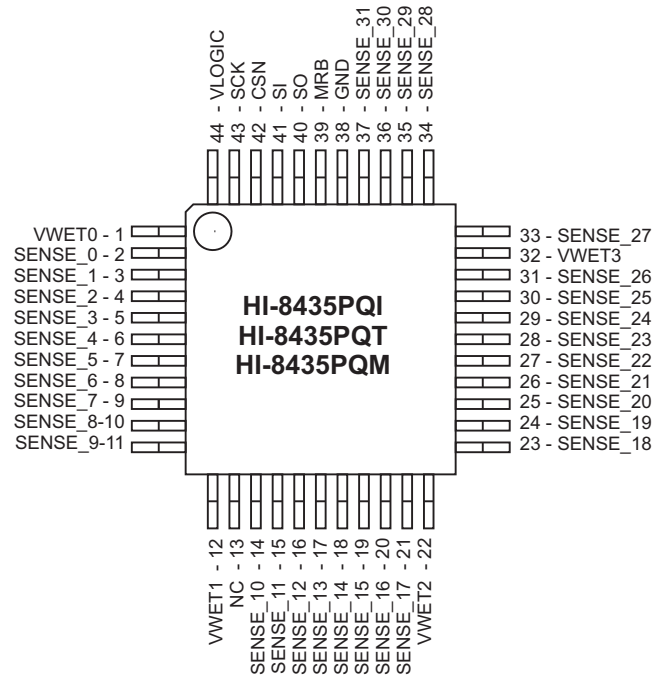 44 - VLOGIC
43 - SCK
42 - CSN
41 - SI
40 - SO
39 - MRB
38 - GND
37 - SENSE_31
36 - SENSE_30
35 - SENSE_29
34 - SENSE_28
VWET0 - 1
SENSE_0 - 2
SENSE_1 - 3
SENSE_2 - 4
SENSE_3 - 5
SENSE_4 - 6
SENSE_5 - 7
SENSE_6 - 8
SENSE_7 - 9
SENSE_8-10
SENSE_9-11
HI-8435PQI
HI-8435PQT
HI-8435PQM
33 - SENSE_27
32 - VWET3
31 - SENSE_26
30 - SENSE_25
29 - SENSE_24
28 - SENSE_23
27 - SENSE_22
26 - SENSE_21
25 - SENSE_20
24 - SENSE_19
23 - SENSE_18
VWET1 - 12
NC - 13
SENSE_10 - 14
SENSE_11 - 15
SENSE_12 - 16
SENSE_13 - 17
SENSE_14 - 18
SENSE_15 - 19
SENSE_16 - 20
SENSE_17 - 21
VWET2 - 22